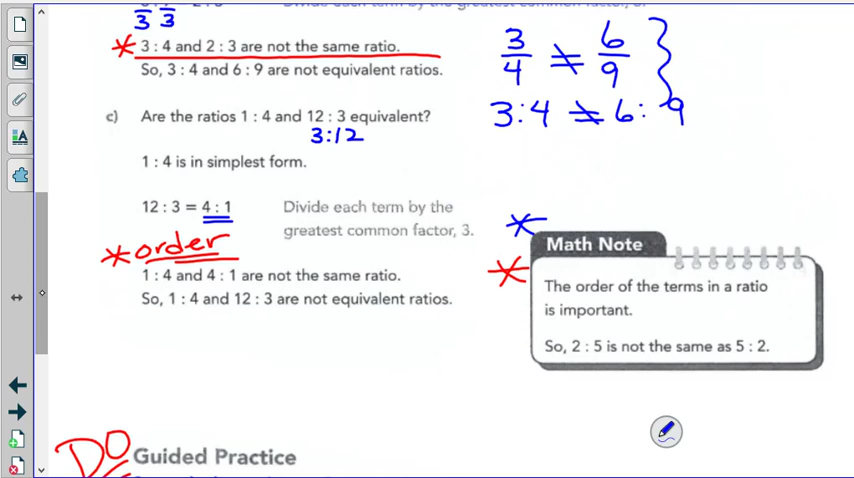 3 3
3 : 4 and 2 : 3 are not the same ratio.
So, 3 : 4 and 6 : 9 are not equivalent ratios.
3/4 ≠ 6/9
3:4 ≠ 6: 9
c) Are the ratios 1 : 4 and 12 : 3 equivalent?
3:12
1 : 4 is in simplest form.
12 : 3 = 4 : 1
Divide each term by the
greatest common factor, 3.
*order
1 : 4 and 4 : 1 are not the same ratio.
So, 1 : 4 and 12 : 3 are not equivalent ratios.
Math Note
The order of the terms in a ratio
is important.
So, 2 : 5 is not the same as 5 : 2.
DO
Guided Practice